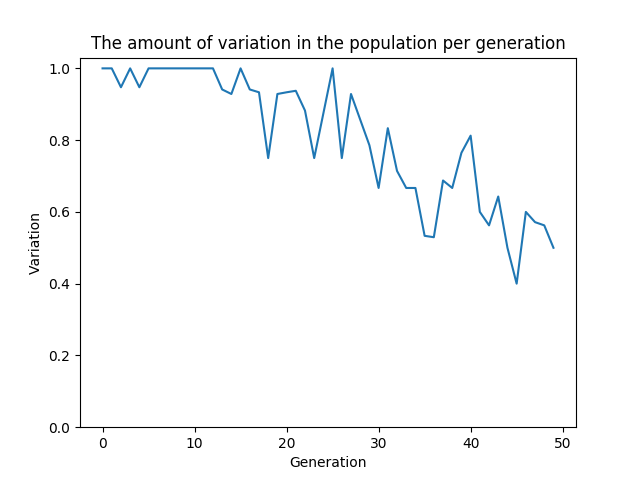 The amount of variation in the population per generation
1.0
0.8
0.6
0.4
0.2
0.0
Variation
0 10 20 30 40 50
Generation